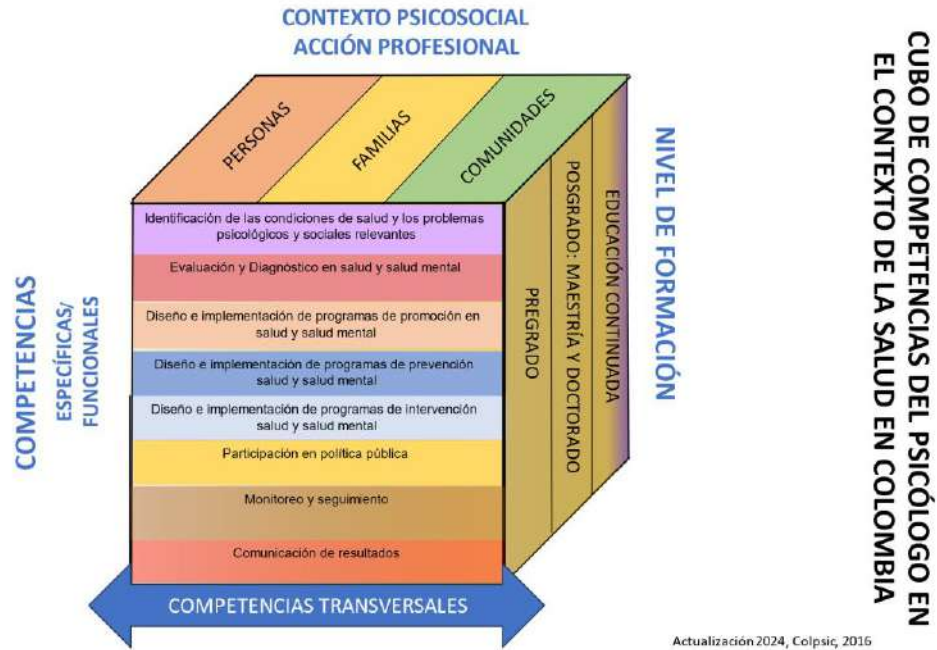 CONTEXTO PSICOSOCIAL
ACCIÓN PROFESIONAL
PERSONAS
FAMILIAS
COMUNIDADES
Identificación de las condiciones de salud y los problemas
psicológicos y sociales relevantes
Evaluación y Diagnóstico en salud y salud mental
Diseño e implementación de programas de promoción en
salud y salud mental
Diseño e implementación de programas de prevención
salud y salud mental
Diseño e implementación de programas de intervención
salud y salud mental
Participación en política pública
Monitoreo y seguimiento
Comunicación de resultados
COMPETENCIAS
ESPECÍFICAS/
FUNCIONALES
COMPETENCIAS TRANSVERSALES
PREGRADO
POSGRADO: MAESTRÍA Y DOCTORADO
EDUCACIÓN CONTINUADA
NIVEL DE FORMACIÓN
CUBO DE COMPETENCIAS DEL PSICÓLOGO EN
EL CONTEXTO DE LA SALUD EN COLOMBIA
Actualización 2024, Colpsic, 2016